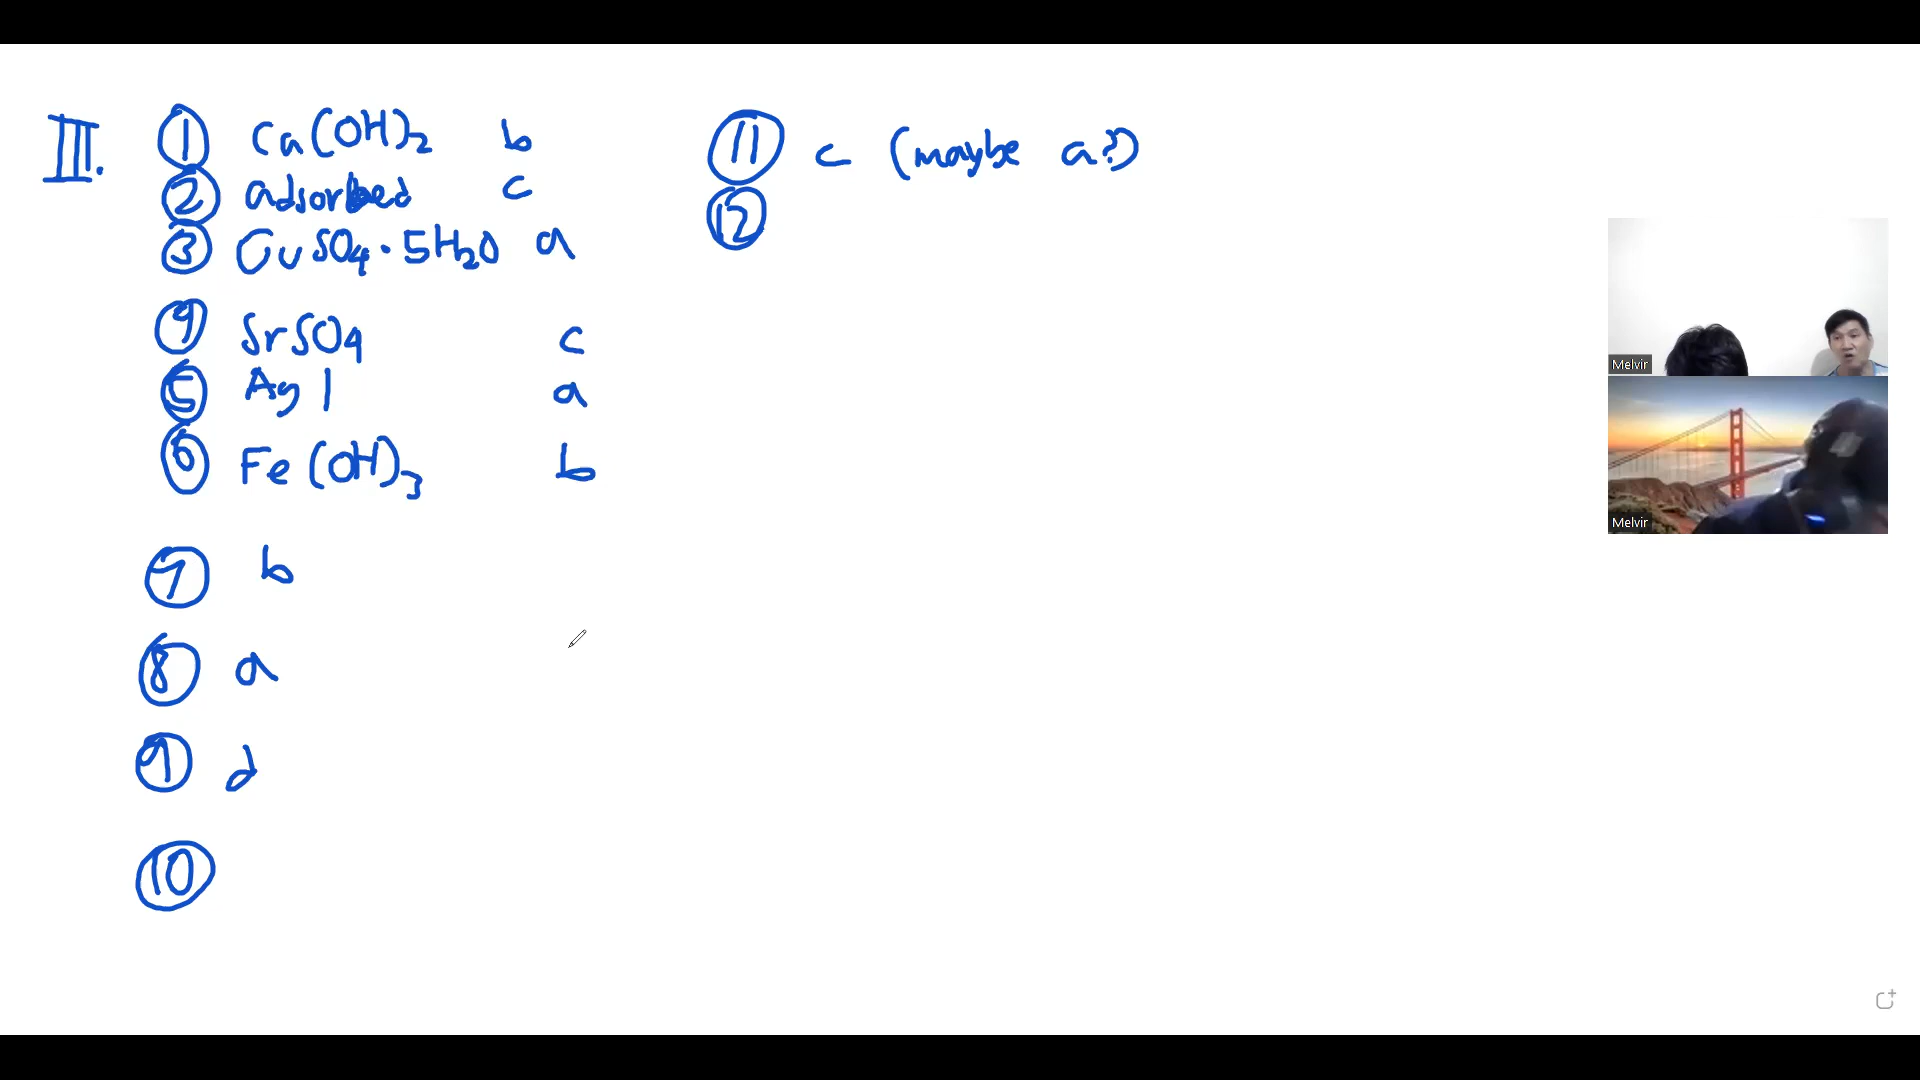 III.
① Ca(OH)₂ b
② adsorbed c
③ CuSO₄·5H₂O a
④ SrSO₄ c
⑤ AgI a
⑥ Fe(OH)₃ b
⑦ b
⑧ a
⑨ d
⑩
⑪ c (maybe a?)
⑫
Melvir
Melvir